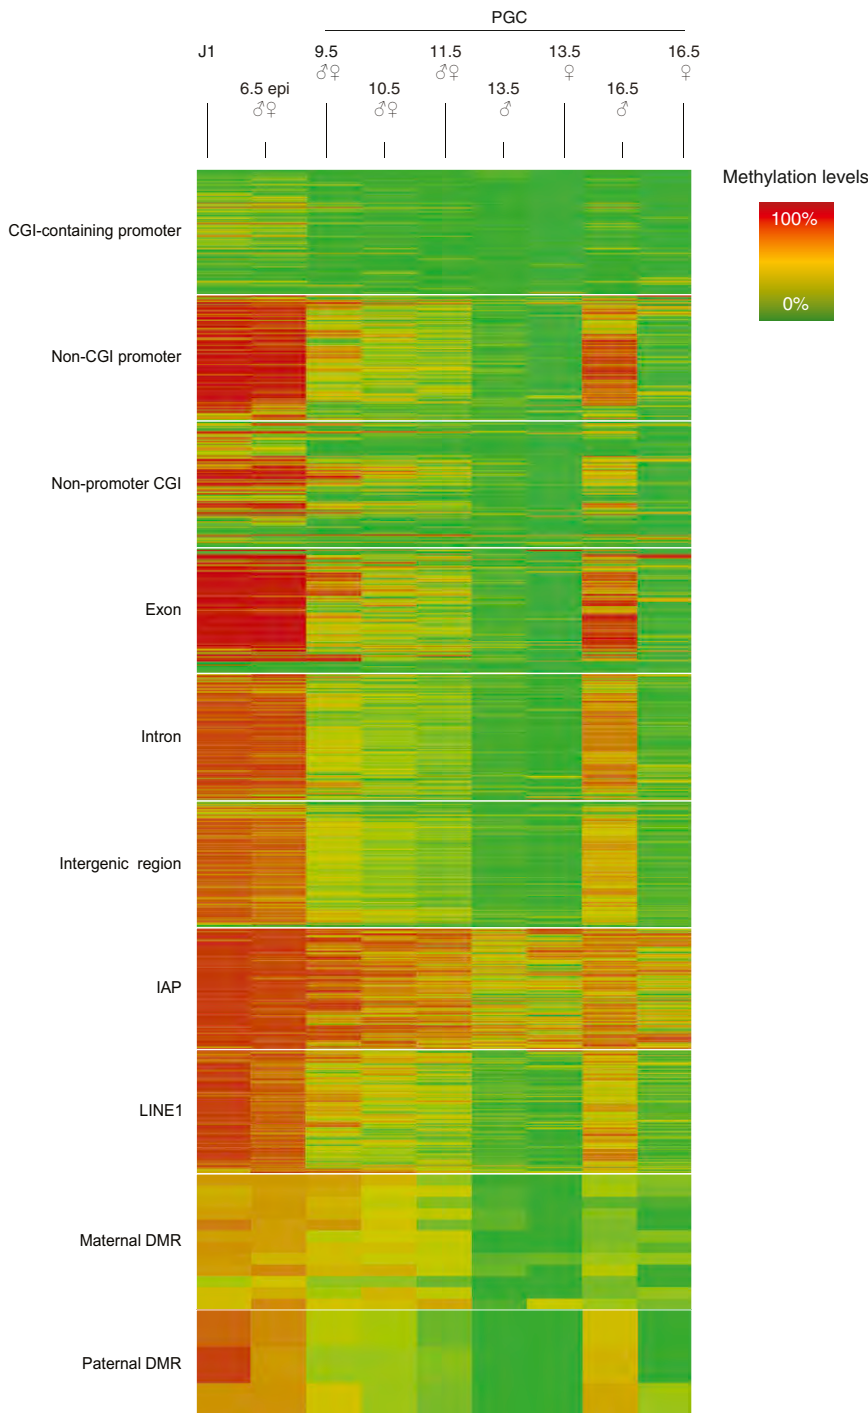 PGC
J1
9.5
11.5
13.5
16.5
♂♀
♂♀
♀
♀
6.5 epi
10.5
13.5
16.5
♂♀
♂♀
♂
♂
Methylation levels
100%
0%
CGI-containing promoter
Non-CGI promoter
Non-promoter CGI
Exon
Intron
Intergenic region
IAP
LINE1
Maternal DMR
Paternal DMR